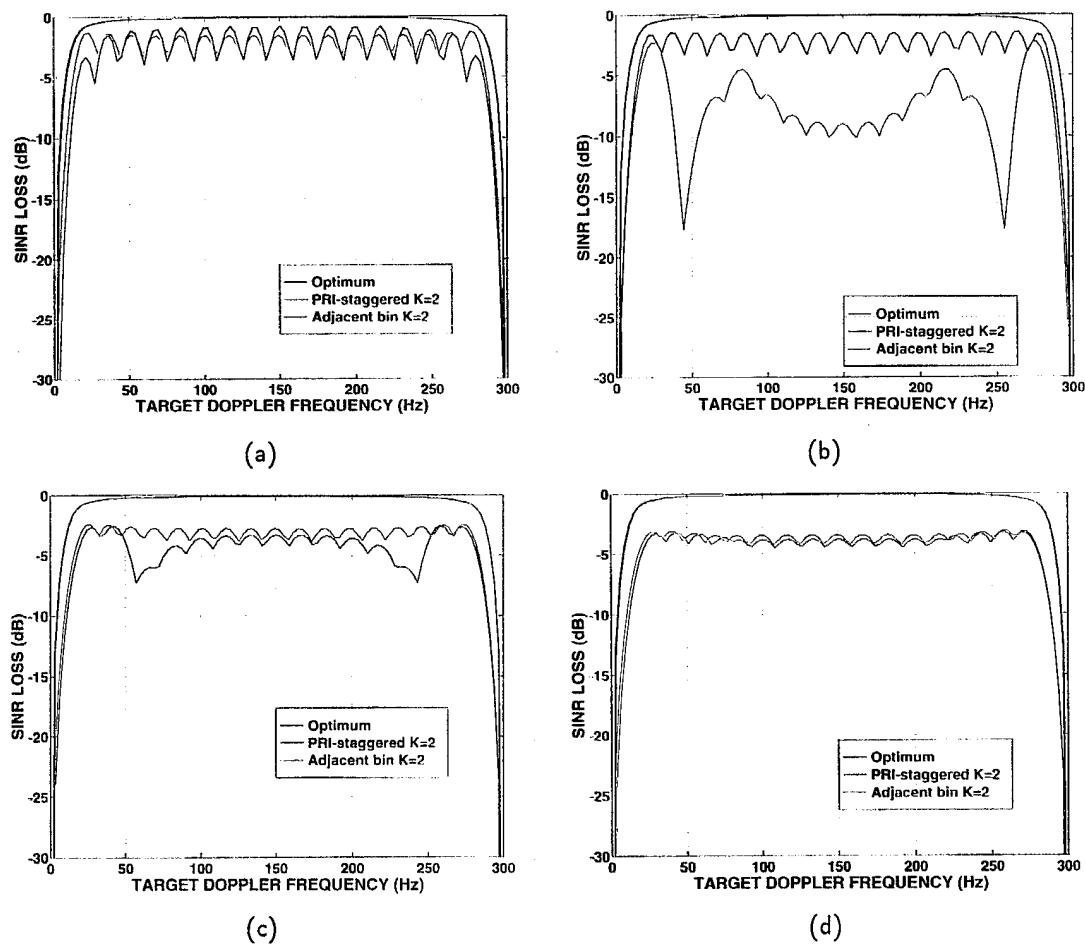 0
-5
-10
-15
-20
-25
-30
SINR LOSS (dB)
Optimum
PRI-staggered K=2
Adjacent bin K=2
0 50 100 150 200 250 300
TARGET DOPPLER FREQUENCY (Hz)
(a)
0
-5
-10
-15
-20
-25
-30
SINR LOSS (dB)
Optimum
PRI-staggered K=2
Adjacent bin K=2
0 50 100 150 200 250 300
TARGET DOPPLER FREQUENCY (Hz)
(b)
0
-5
-10
-15
-20
-25
-30
SINR LOSS (dB)
Optimum
PRI-staggered K=2
Adjacent bin K=2
0 50 100 150 200 250 300
TARGET DOPPLER FREQUENCY (Hz)
(c)
0
-5
-10
-15
-20
-25
-30
SINR LOSS (dB)
Optimum
PRI-staggered K=2
Adjacent bin K=2
0 50 100 150 200 250 300
TARGET DOPPLER FREQUENCY (Hz)
(d)